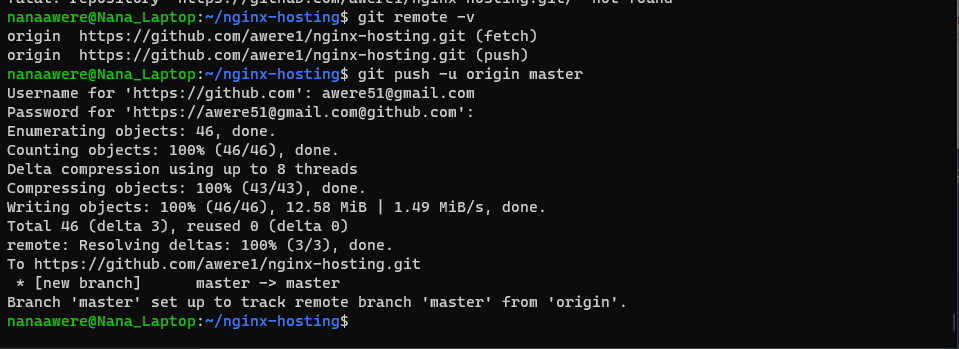 fatal: repository 'https://github.com/awere1/nginx-hosting.git/' not found
nanaawere@Nana_Laptop:~/nginx-hosting$ git remote -v
origin  https://github.com/awere1/nginx-hosting.git (fetch)
origin  https://github.com/awere1/nginx-hosting.git (push)
nanaawere@Nana_Laptop:~/nginx-hosting$ git push -u origin master
Username for 'https://github.com': awere51@gmail.com
Password for 'https://awere51@gmail.com@github.com':
Enumerating objects: 46, done.
Counting objects: 100% (46/46), done.
Delta compression using up to 8 threads
Compressing objects: 100% (43/43), done.
Writing objects: 100% (46/46), 12.58 MiB | 1.49 MiB/s, done.
Total 46 (delta 3), reused 0 (delta 0)
remote: Resolving deltas: 100% (3/3), done.
To https://github.com/awere1/nginx-hosting.git
 * [new branch]      master -> master
Branch 'master' set up to track remote branch 'master' from 'origin'.
nanaawere@Nana_Laptop:~/nginx-hosting$